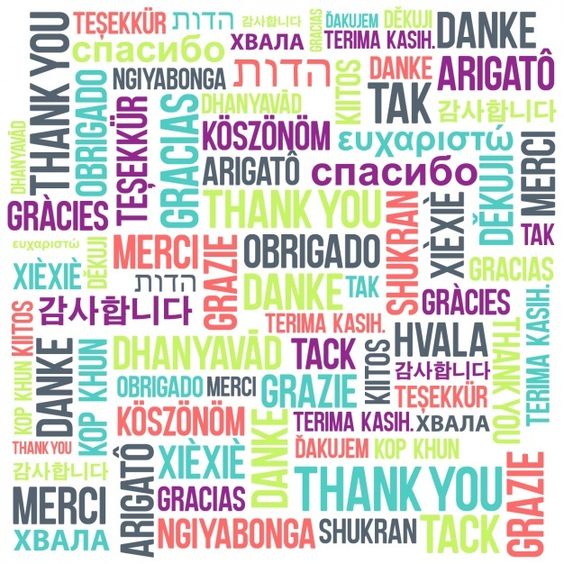 THANK YOU
TEȘEKKÜR
הדות
감사합니다
GRACIAS
ĎAKUJEM
DĚKUJI
DANKE
спасибо
ХВАЛА
TERIMA KASIH.
OBRIGADO
NGIYABONGA
הדות
KIITOS
DANKE
ARIGATÔ
DHANYAVĀD
TEȘEKKÜR
GRACIAS
DHANYAVĀD
TAK
감사합니다
KÖSZÖNÖM
ευχαριστώ
MERCI
ARIGATÔ
спасибо
DĚKUJI
GRÀCIES
THANK YOU
SHUKRAN
XIÈXIÈ
TAK
ευχαριστώ
DĚKUJI
MERCI
GRAZIE
OBRIGADO
GRACIAS
XIÈXIÈ
הדות
DANKE
TAK
GRÀCIES
TERIMA KASIH.
감사합니다
TERIMA KASIH.
HVALA
THANK YOU
KIITOS
DANKE
KOP KHUN
DHANYAVĀD
TACK
KIITOS
감사합니다
KOP KHUN
OBRIGADO
MERCI
GRAZIE
TEȘEKKÜR
KÖSZÖNÖM
DANKE
TERIMA KASIH.
ХВАЛА
THANK YOU
ARIGATÔ
XIÈXIÈ
ĎAKUJEM
KOP KHUN
감사합니다
THANK YOU
GRAZIE
MERCI
GRACIAS
ХВАЛА
NGIYABONGA
SHUKRAN
TACK